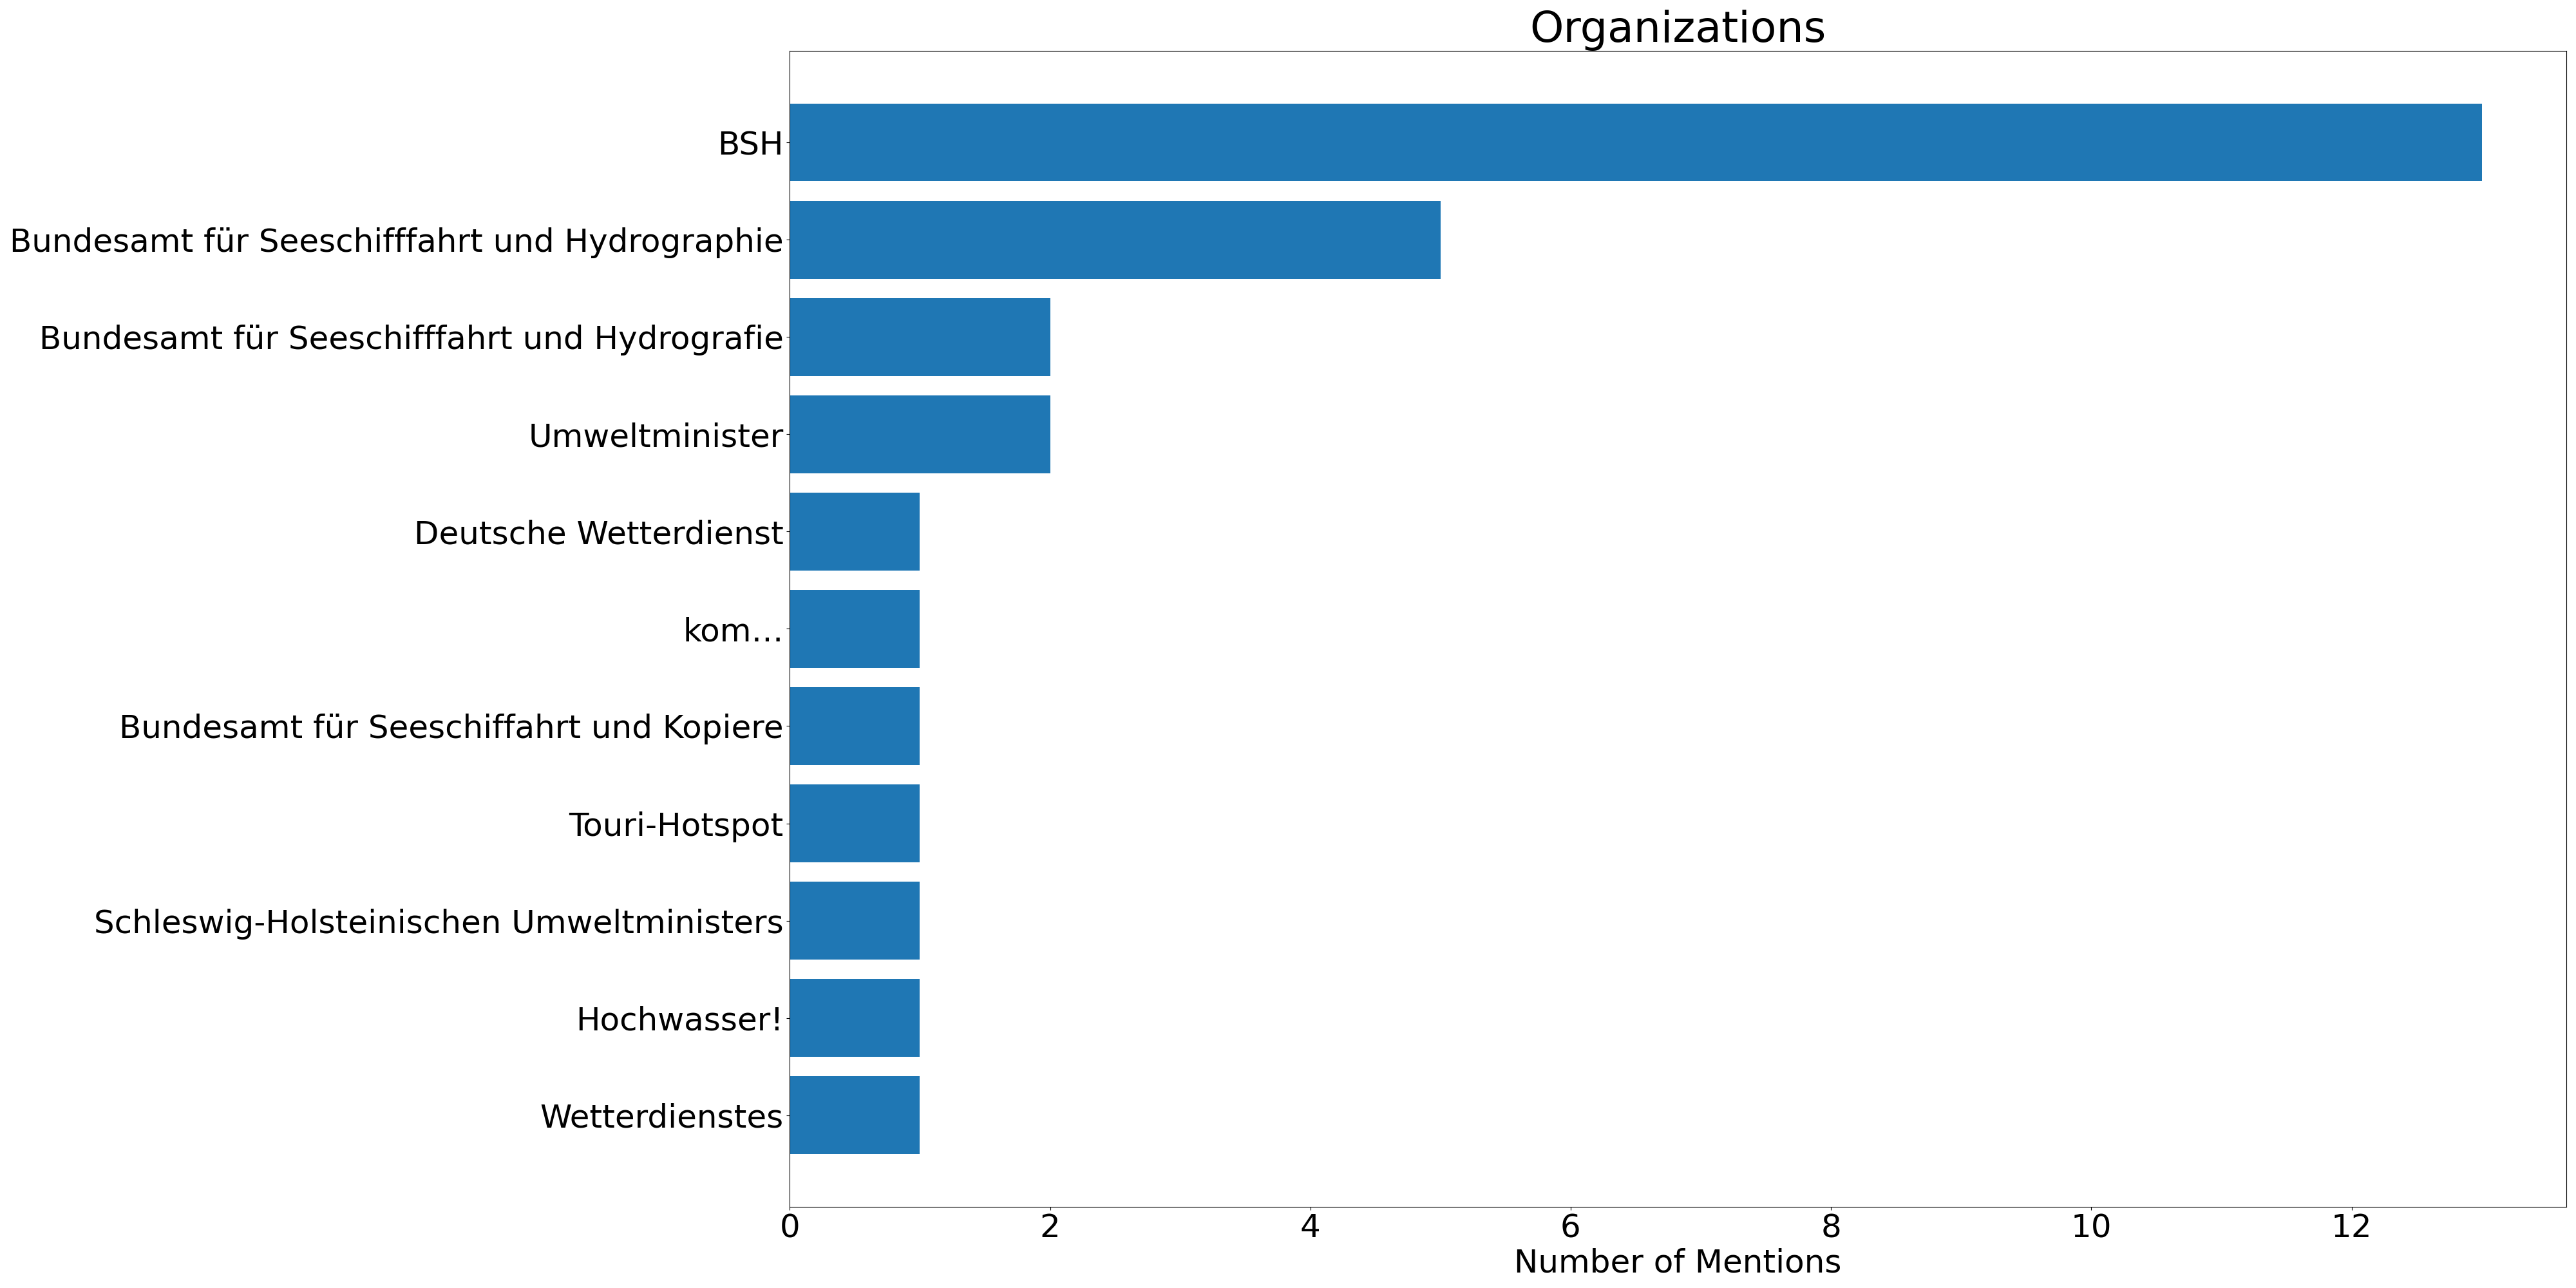 Organizations
BSH
Bundesamt für Seeschifffahrt und Hydrographie
Bundesamt für Seeschifffahrt und Hydrografie
Umweltminister
Deutsche Wetterdienst
kom...
Bundesamt für Seeschiffahrt und Kopiere
Touri-Hotspot
Schleswig-Holsteinischen Umweltministers
Hochwasser!
Wetterdienstes
0 2 4 6 8 10 12
Number of Mentions